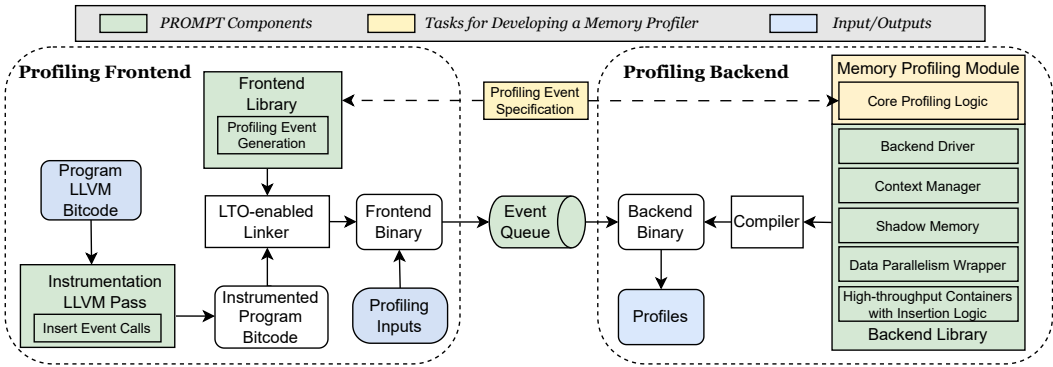 PROMPT Components
Tasks for Developing a Memory Profiler
Input/Outputs
Profiling Frontend
Frontend
Library
Profiling Event
Generation
Program
LLVM
Bitcode
LTO-enabled
Linker
Frontend
Binary
Instrumentation
LLVM Pass
Insert Event Calls
Instrumented
Program
Bitcode
Profiling
Inputs
Profiling Event
Specification
Event
Queue
Profiling Backend
Backend
Binary
Compiler
Profiles
Memory Profiling Module
Core Profiling Logic
Backend Driver
Context Manager
Shadow Memory
Data Parallelism Wrapper
High-throughput Containers
with Insertion Logic
Backend Library